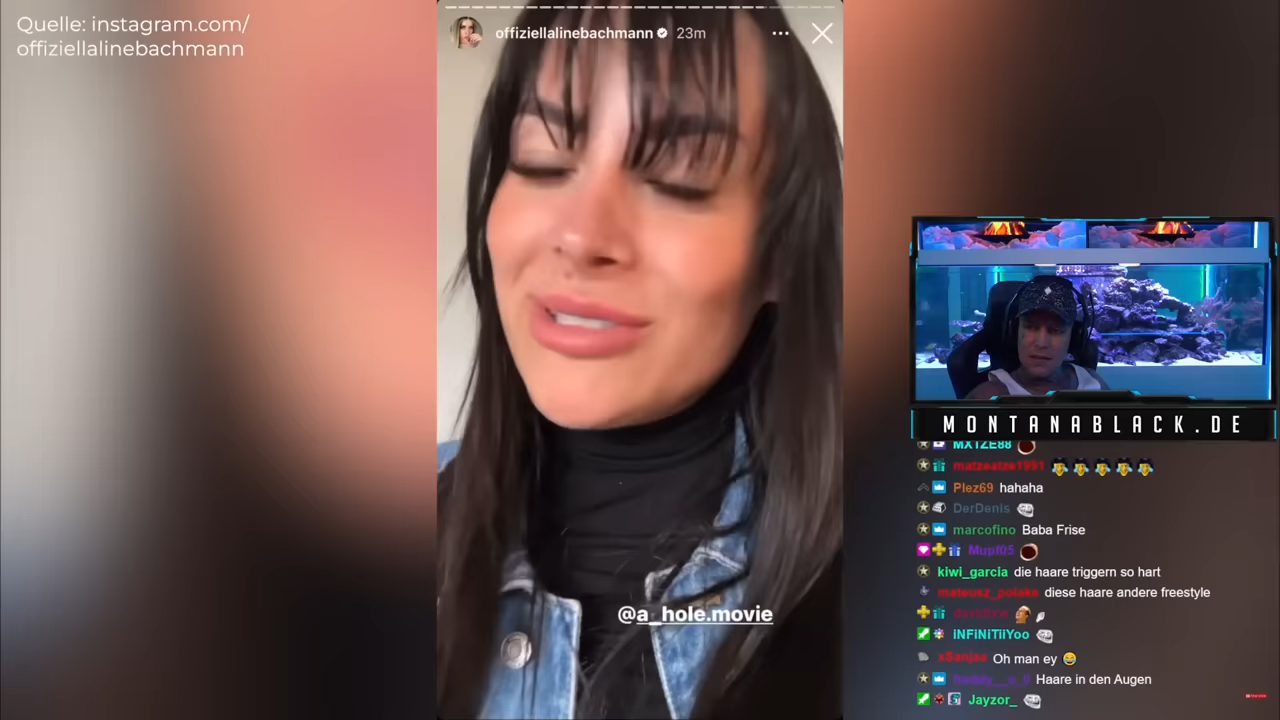 Quelle: instagram.com/
offiziellalinebachmann
offiziellalinebachmann 23m
@a_hole.movie
MONTANABLACK.DE
MXTZE88
matzeatze1991
Plez69 hahaha
DerDenis
marcofino Baba Frise
Mupf05
kiwi_garcia die haare triggern so hart
mateusz_polska diese haare andere freestyle
iNFiNiTiiYoo
xSanjaa Oh man ey
Haare in den Augen
Jayzor_